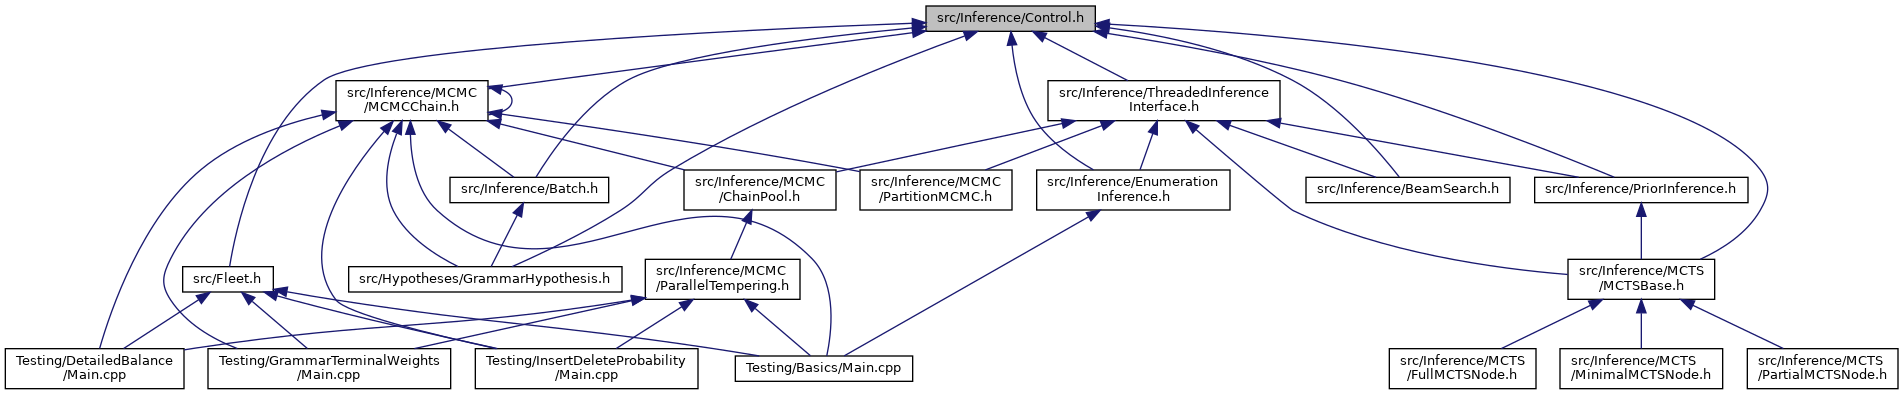 src/Inference/Control.h
src/Inference/MCMC
/MCMCChain.h
src/Inference/ThreadedInference
Interface.h
src/Inference/Batch.h
src/Inference/MCMC
/ChainPool.h
src/Inference/MCMC
/PartitionMCMC.h
src/Inference/Enumeration
Inference.h
src/Inference/BeamSearch.h
src/Inference/PriorInference.h
src/Fleet.h
src/Hypotheses/GrammarHypothesis.h
src/Inference/MCMC
/ParallelTempering.h
src/Inference/MCTS
/MCTSBase.h
Testing/DetailedBalance
/Main.cpp
Testing/GrammarTerminalWeights
/Main.cpp
Testing/InsertDeleteProbability
/Main.cpp
Testing/Basics/Main.cpp
src/Inference/MCTS
/FullMCTSNode.h
src/Inference/MCTS
/MinimalMCTSNode.h
src/Inference/MCTS
/PartialMCTSNode.h